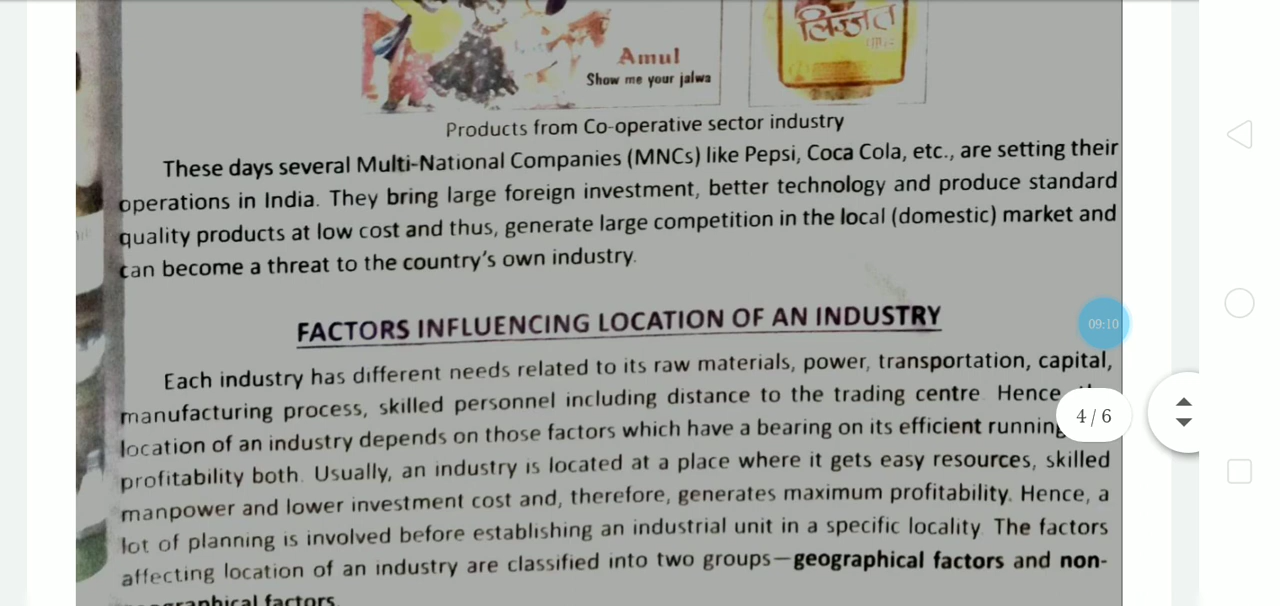 लिज्जत
Amul
Show me your jalwa
Products from Co-operative sector industry
These days several Multi-National Companies (MNCs) like Pepsi, Coca Cola, etc., are setting their
operations in India. They bring large foreign investment, better technology and produce standard
quality products at low cost and thus, generate large competition in the local (domestic) market and
can become a threat to the country's own industry.
FACTORS INFLUENCING LOCATION OF AN INDUSTRY
09:10
Each industry has different needs related to its raw materials, power, transportation, capital,
manufacturing process, skilled personnel including distance to the trading centre. Hence
4 / 6
location of an industry depends on those factors which have a bearing on its efficient running
profitability both. Usually, an industry is located at a place where it gets easy resources, skilled
manpower and lower investment cost and, therefore, generates maximum profitability. Hence, a
lot of planning is involved before establishing an industrial unit in a specific locality. The factors
affecting location of an industry are classified into two groups—geographical factors and non-
graphical factors.